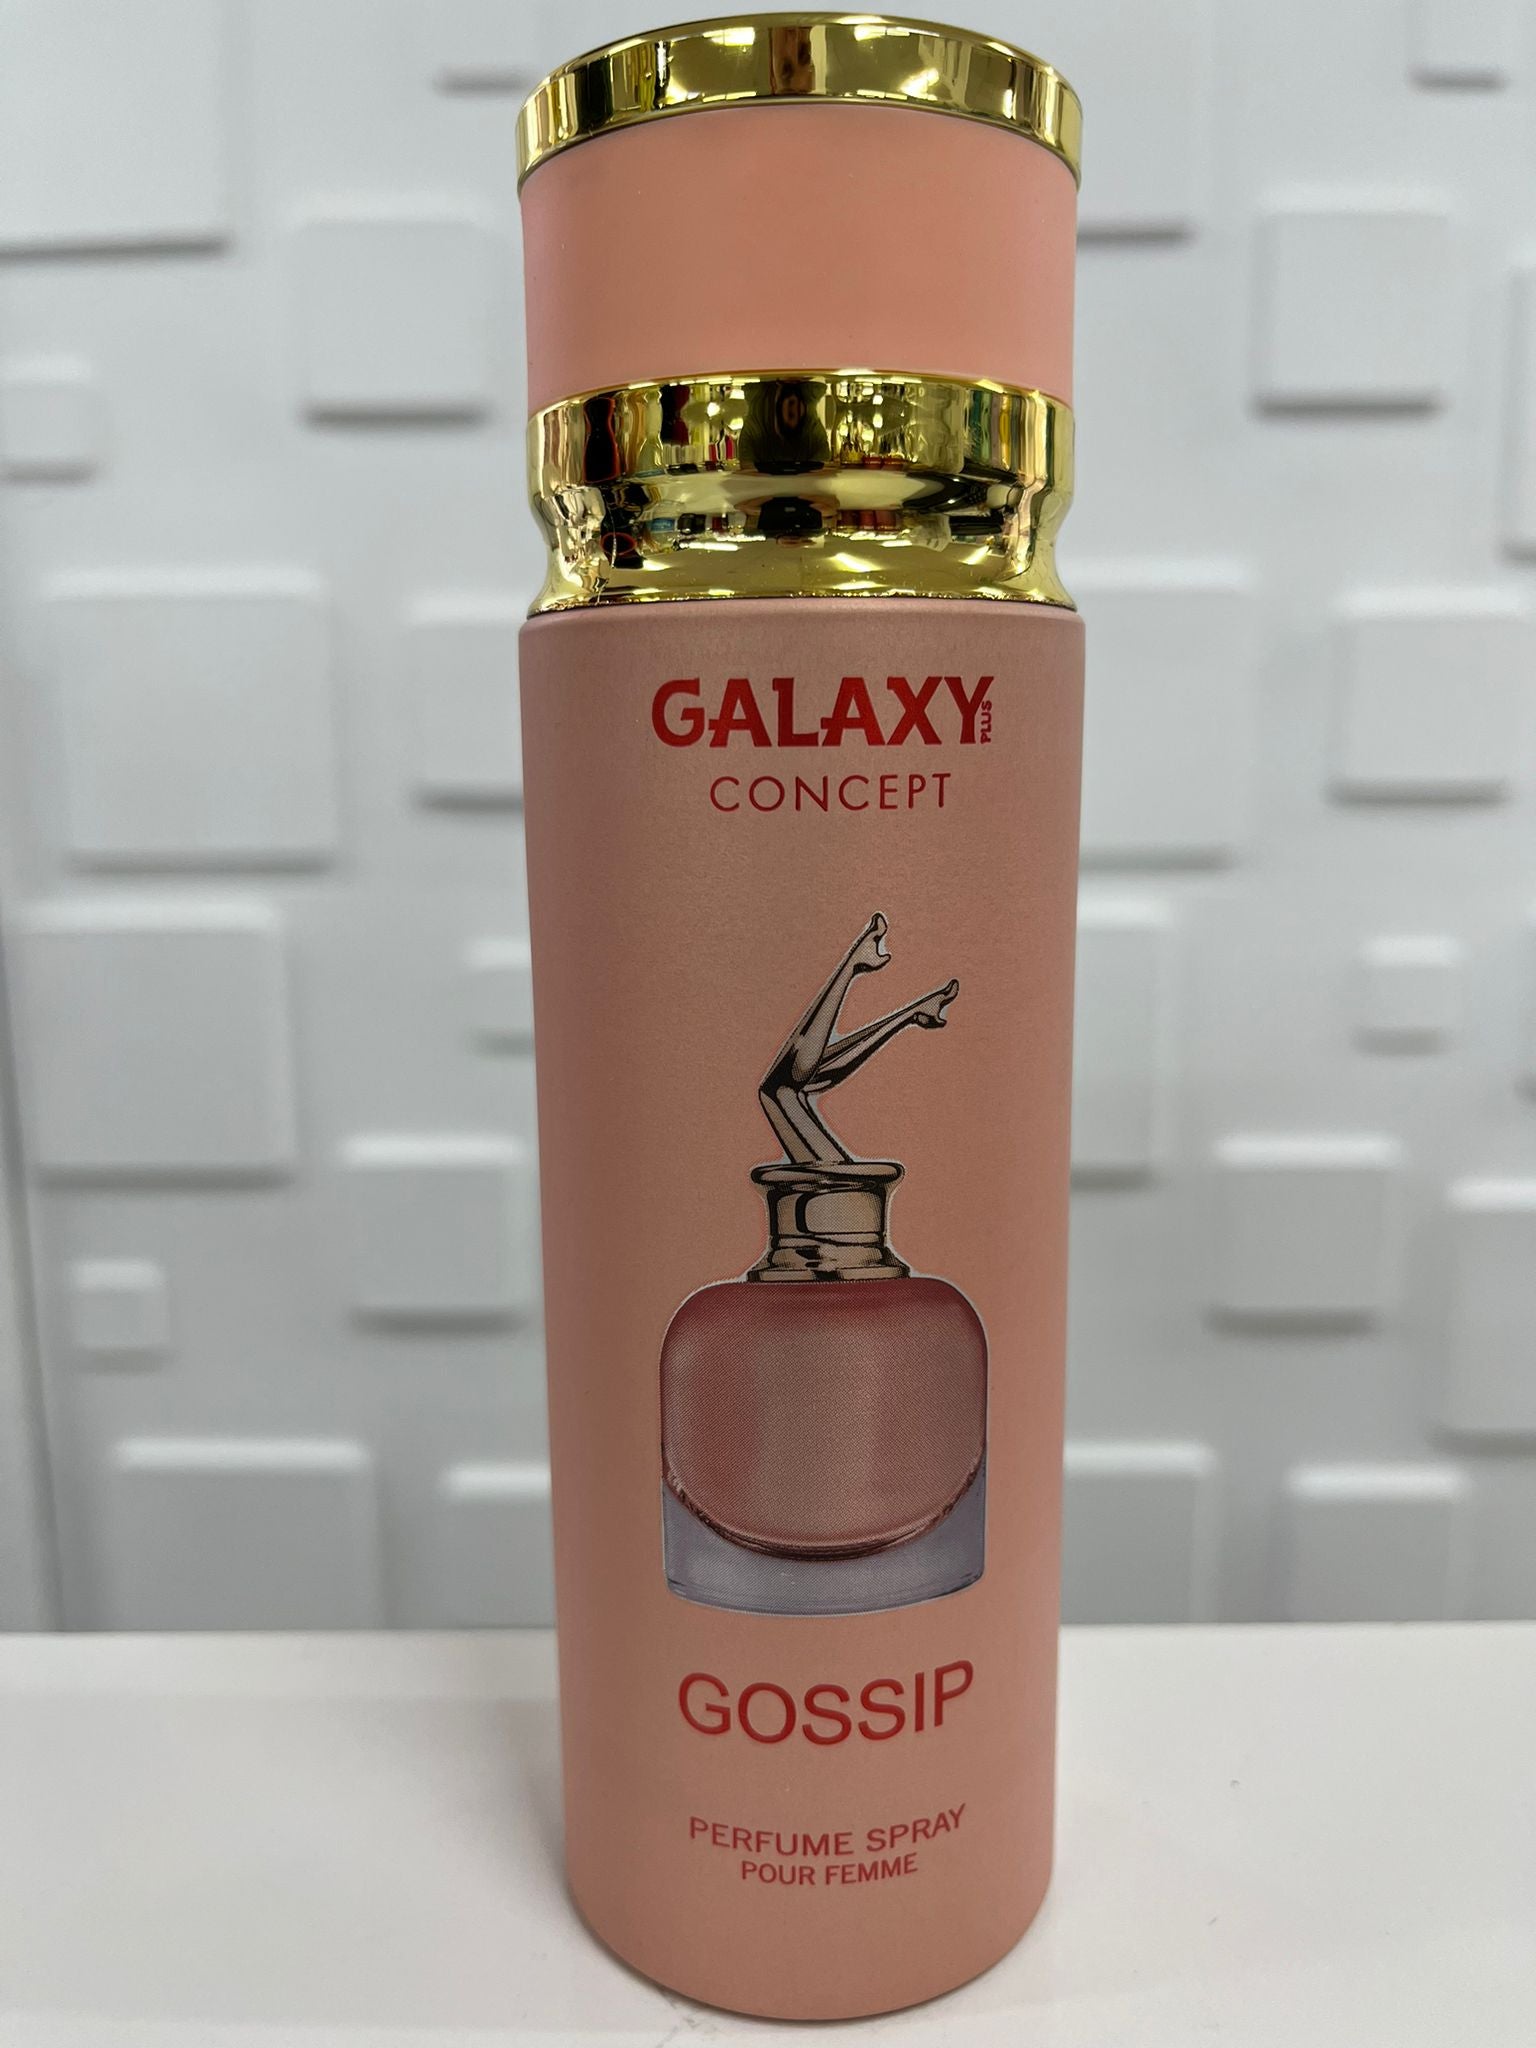 GALAXY PLUS
CONCEPT
GOSSIP
PERFUME SPRAY
POUR FEMME